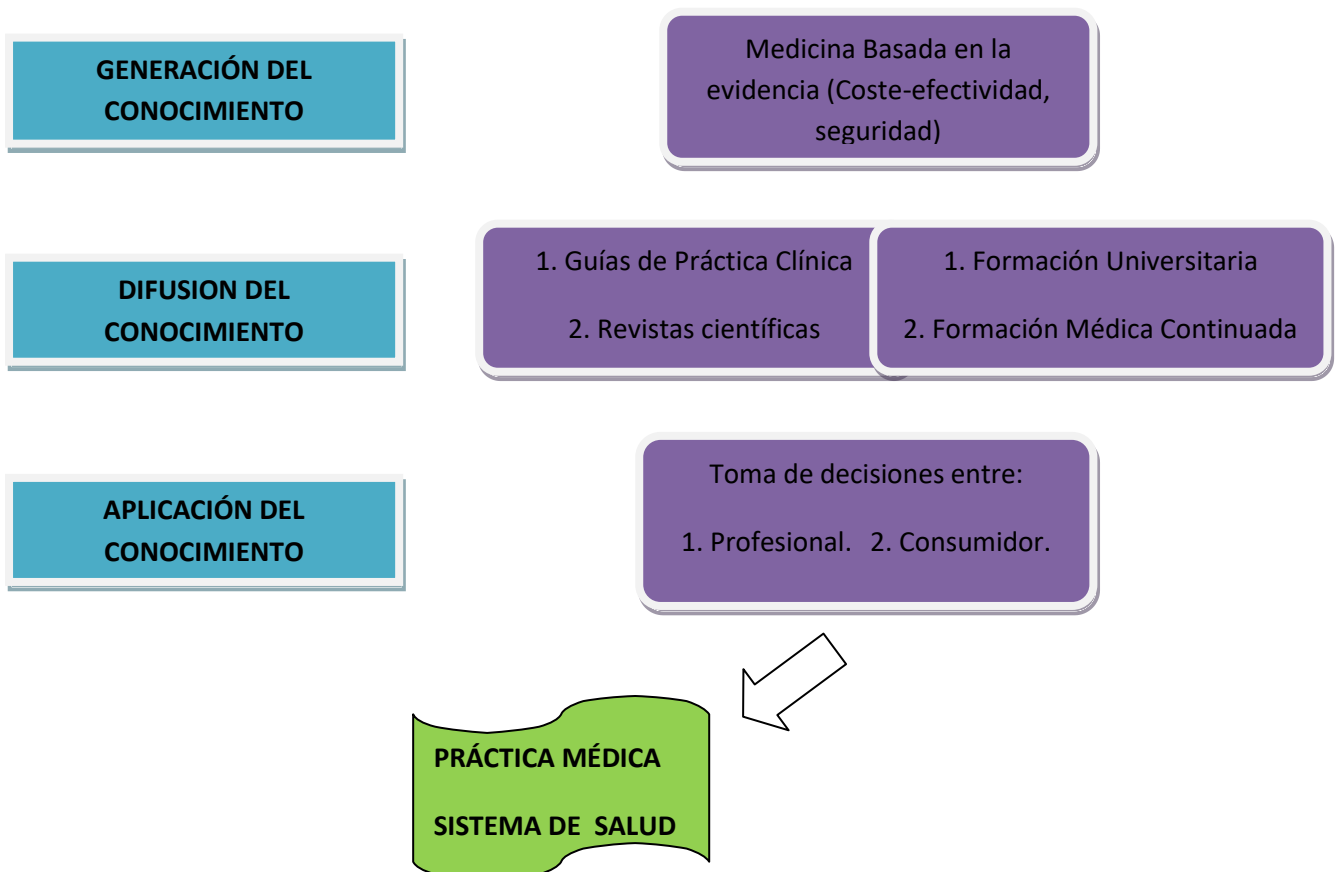 GENERACIÓN DEL
CONOCIMIENTO
Medicina Basada en la
evidencia (Coste-efectividad,
seguridad)
DIFUSION DEL
CONOCIMIENTO
1. Guías de Práctica Clínica
2. Revistas científicas
1. Formación Universitaria
2. Formación Médica Continuada
APLICACIÓN DEL
CONOCIMIENTO
Toma de decisiones entre:
1. Profesional. 2. Consumidor.
PRÁCTICA MÉDICA
SISTEMA DE SALUD